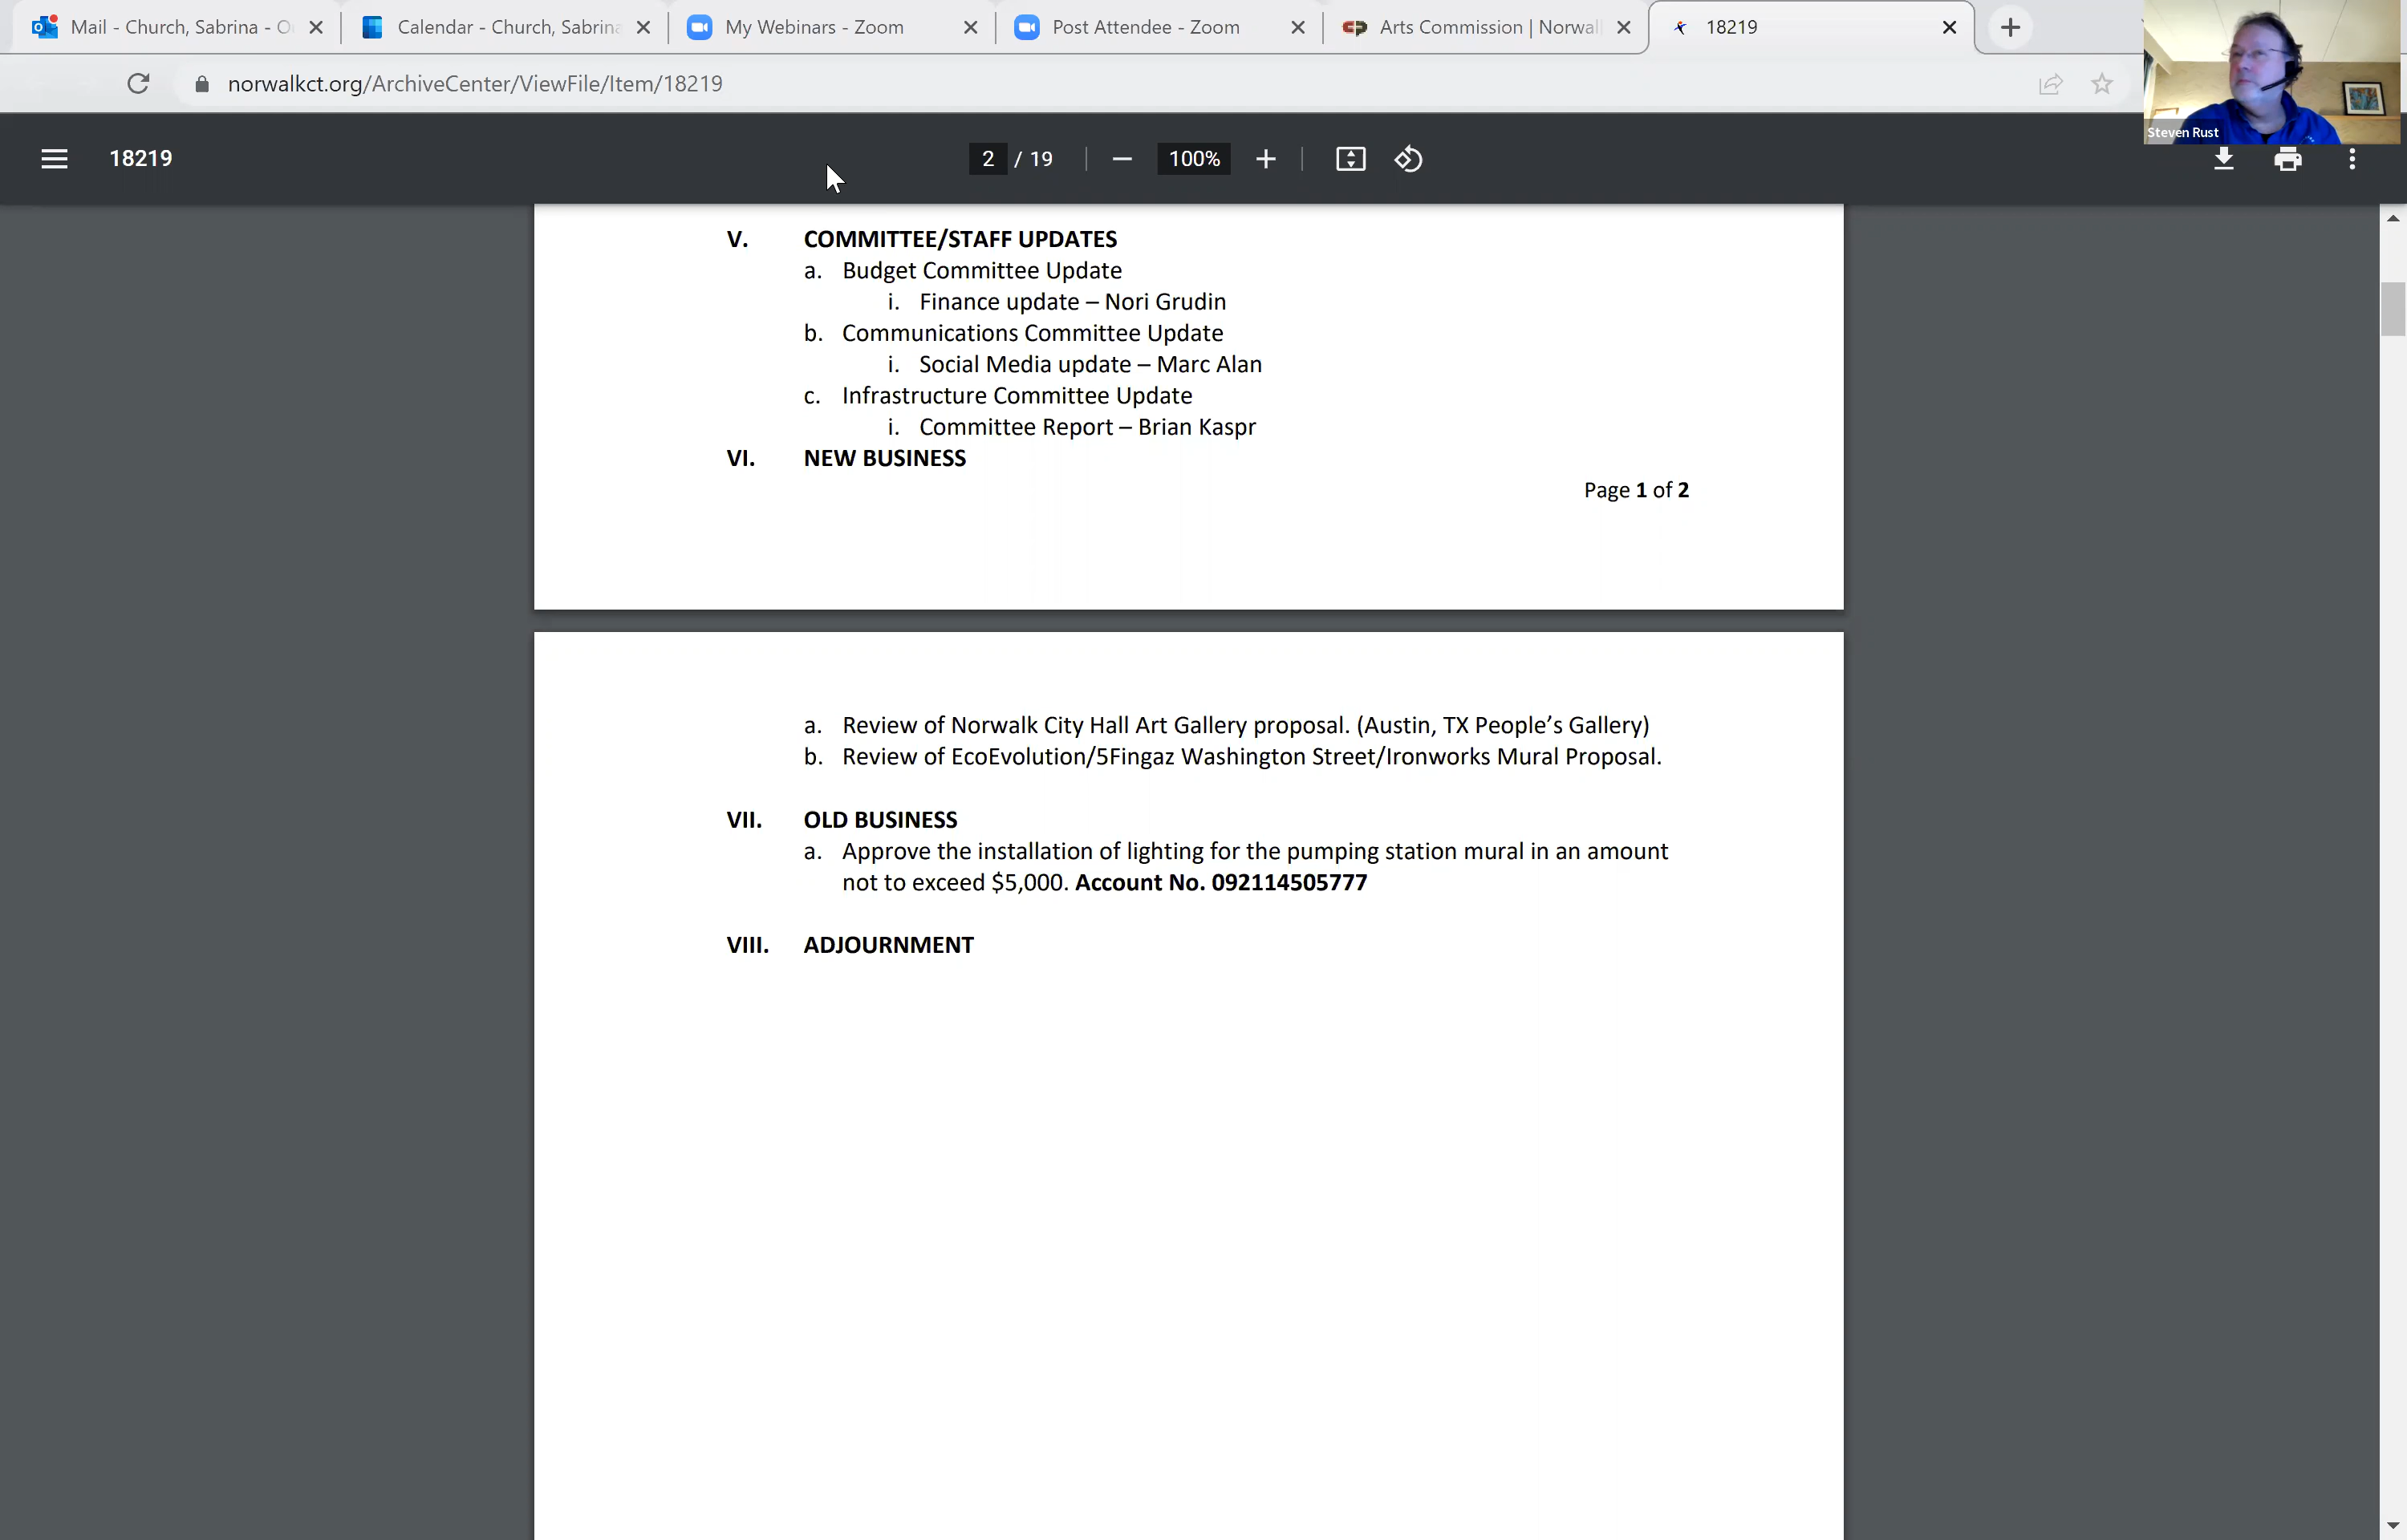 Mail - Church, Sabrina - O
Calendar - Church, Sabrina
My Webinars - Zoom
Post Attendee - Zoom
Arts Commission | Norwal
18219
norwalkct.org/ArchiveCenter/ViewFile/Item/18219
Steven Rust
18219
2 / 19
100%
V. COMMITTEE/STAFF UPDATES
a. Budget Committee Update
i. Finance update – Nori Grudin
b. Communications Committee Update
i. Social Media update – Marc Alan
c. Infrastructure Committee Update
i. Committee Report – Brian Kaspr
VI. NEW BUSINESS
Page 1 of 2
a. Review of Norwalk City Hall Art Gallery proposal. (Austin, TX People’s Gallery)
b. Review of EcoEvolution/5Fingaz Washington Street/Ironworks Mural Proposal.
VII. OLD BUSINESS
a. Approve the installation of lighting for the pumping station mural in an amount
not to exceed $5,000. Account No. 092114505777
VIII. ADJOURNMENT